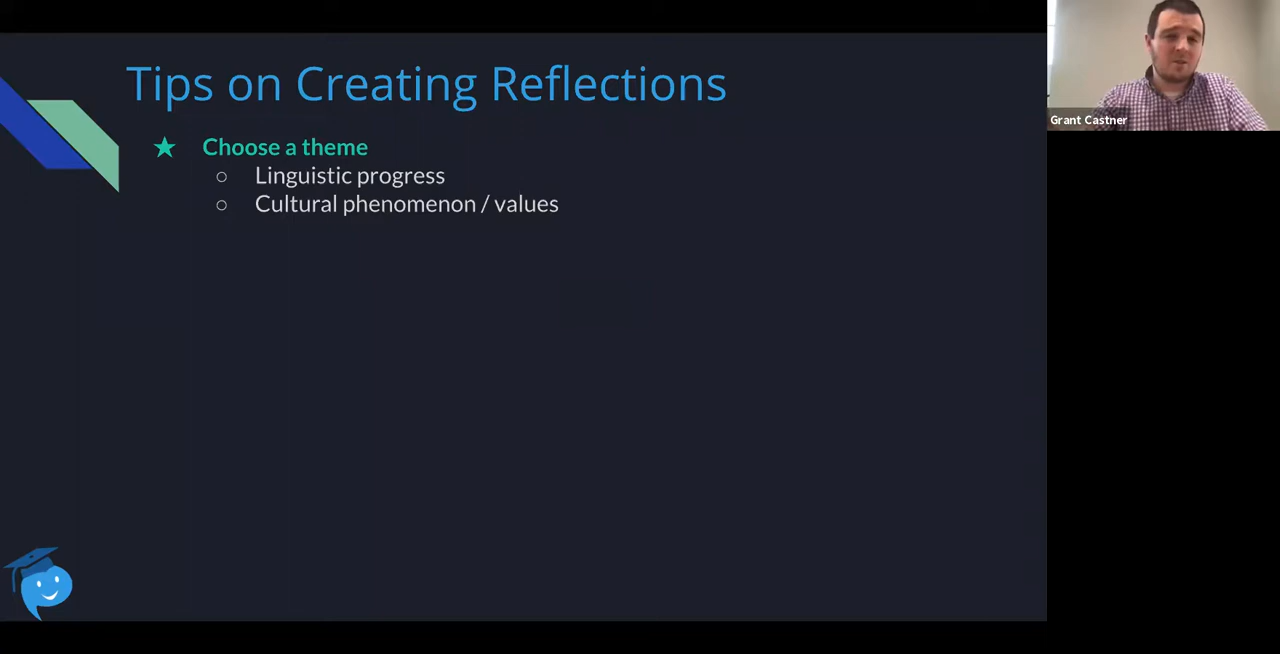 Tips on Creating Reflections
★ Choose a theme
○ Linguistic progress
○ Cultural phenomenon / values
Grant Castner